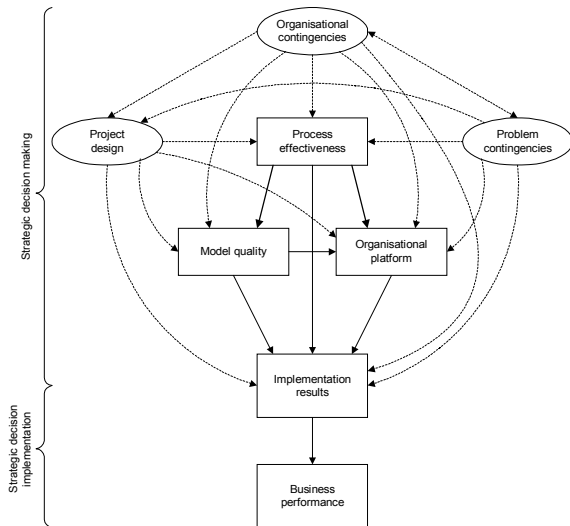 Organisational
contingencies
Project
design
Process
effectiveness
Problem
contingencies
Strategic decision making
Model quality
Organisational
platform
Implementation
results
Strategic decision
implementation
Business
performance